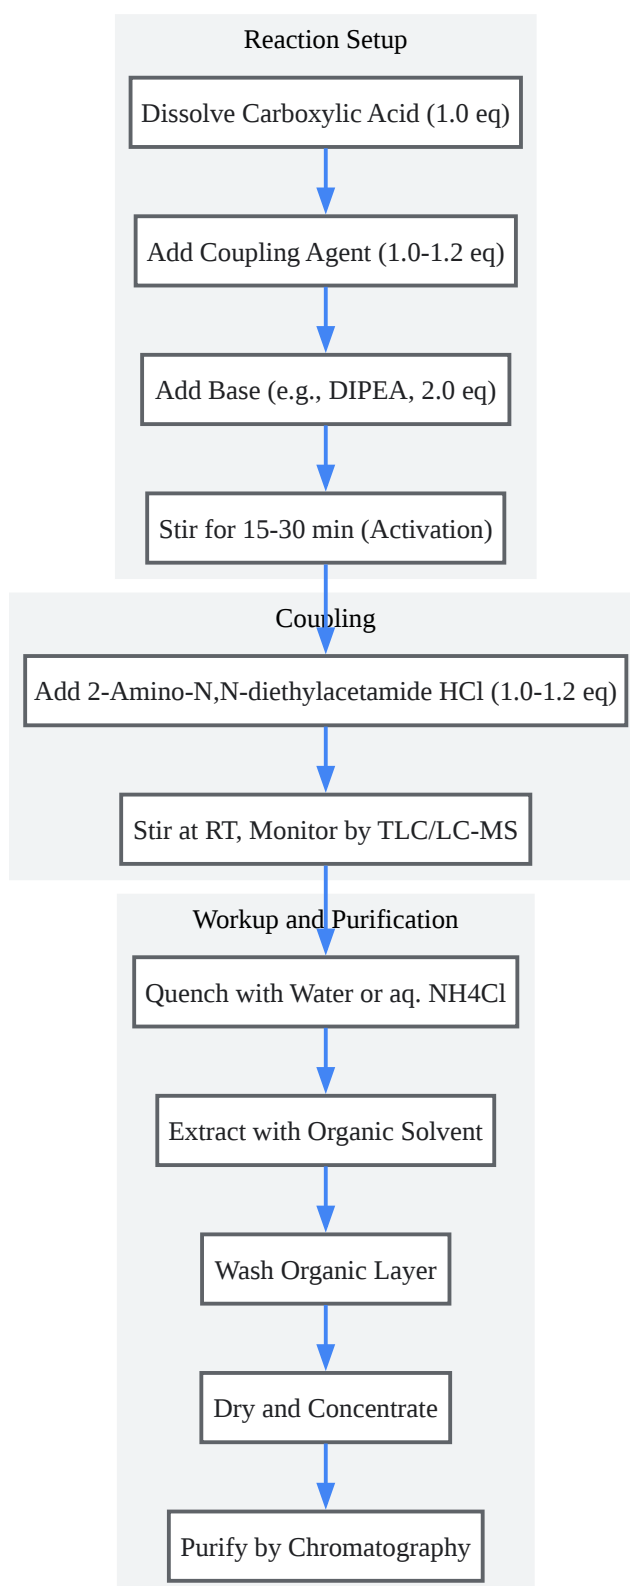 Reaction Setup
Dissolve Carboxylic Acid (1.0 eq)
Add Coupling Agent (1.0-1.2 eq)
Add Base (e.g., DIPEA, 2.0 eq)
Stir for 15-30 min (Activation)
Coupling
Add 2-Amino-N,N-diethylacetamide HCl (1.0-1.2 eq)
Stir at RT, Monitor by TLC/LC-MS
Workup and Purification
Quench with Water or aq. NH4Cl
Extract with Organic Solvent
Wash Organic Layer
Dry and Concentrate
Purify by Chromatography